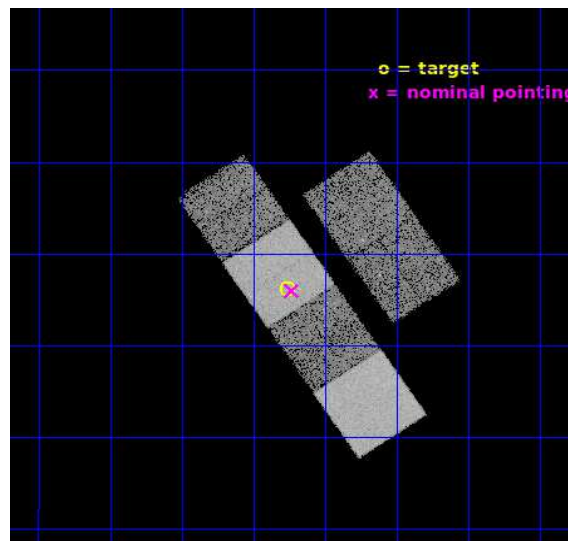 o = target
x = nominal pointing